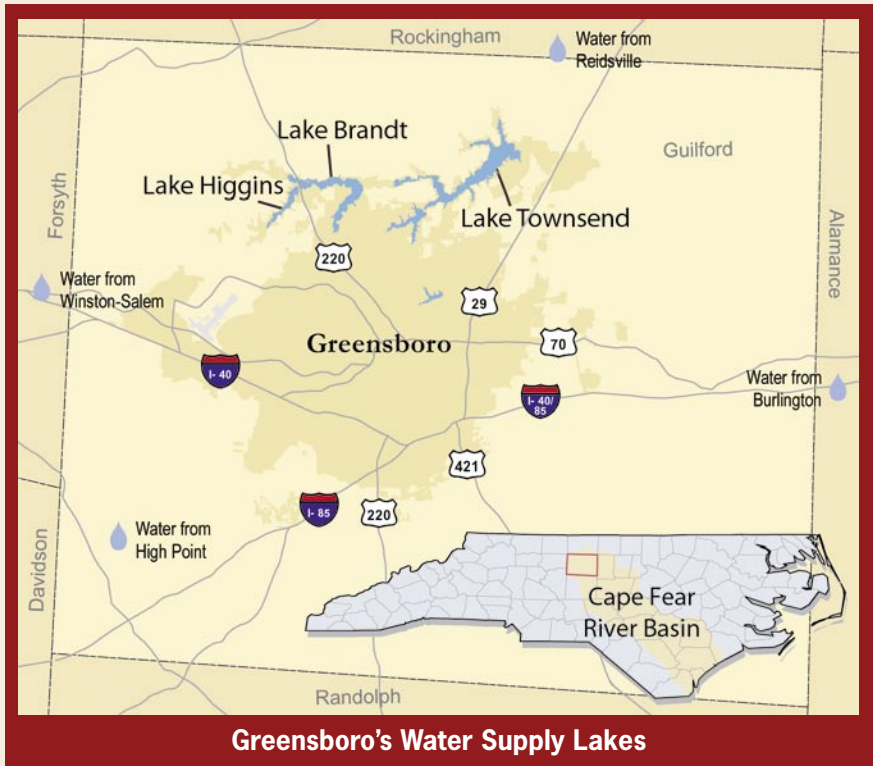 Rockingham
Water from
Reidsville
Lake Brandt
Guilford
Lake Higgins
Forsyth
Lake Townsend
Alamance
220
Water from
Winston-Salem
29
Greensboro
70
I- 40
Water from
Burlington
I- 40/
85
421
I- 85
220
Water from
High Point
Davidson
Cape Fear
River Basin
Randolph
Greensboro's Water Supply Lakes